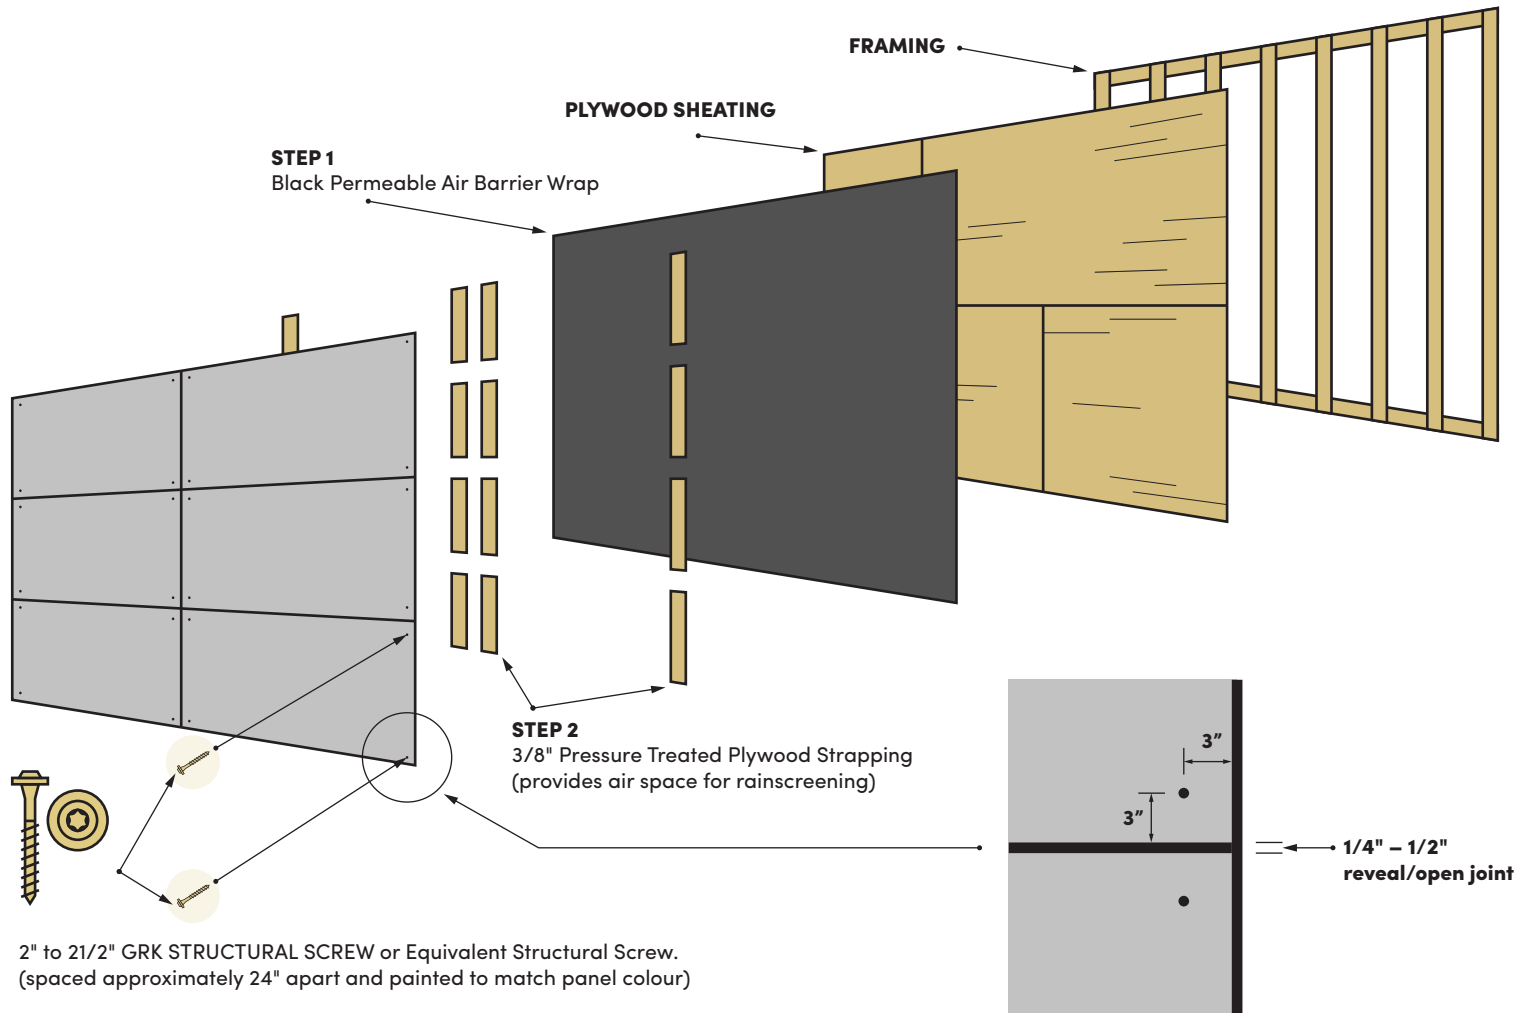 FRAMING
PLYWOOD SHEATING
STEP 1
Black Permeable Air Barrier Wrap
STEP 2
3/8" Pressure Treated Plywood Strapping
(provides air space for rainscreening)
3”
3”
1/4" – 1/2"
reveal/open joint
2" to 21/2" GRK STRUCTURAL SCREW or Equivalent Structural Screw.
(spaced approximately 24" apart and painted to match panel colour)